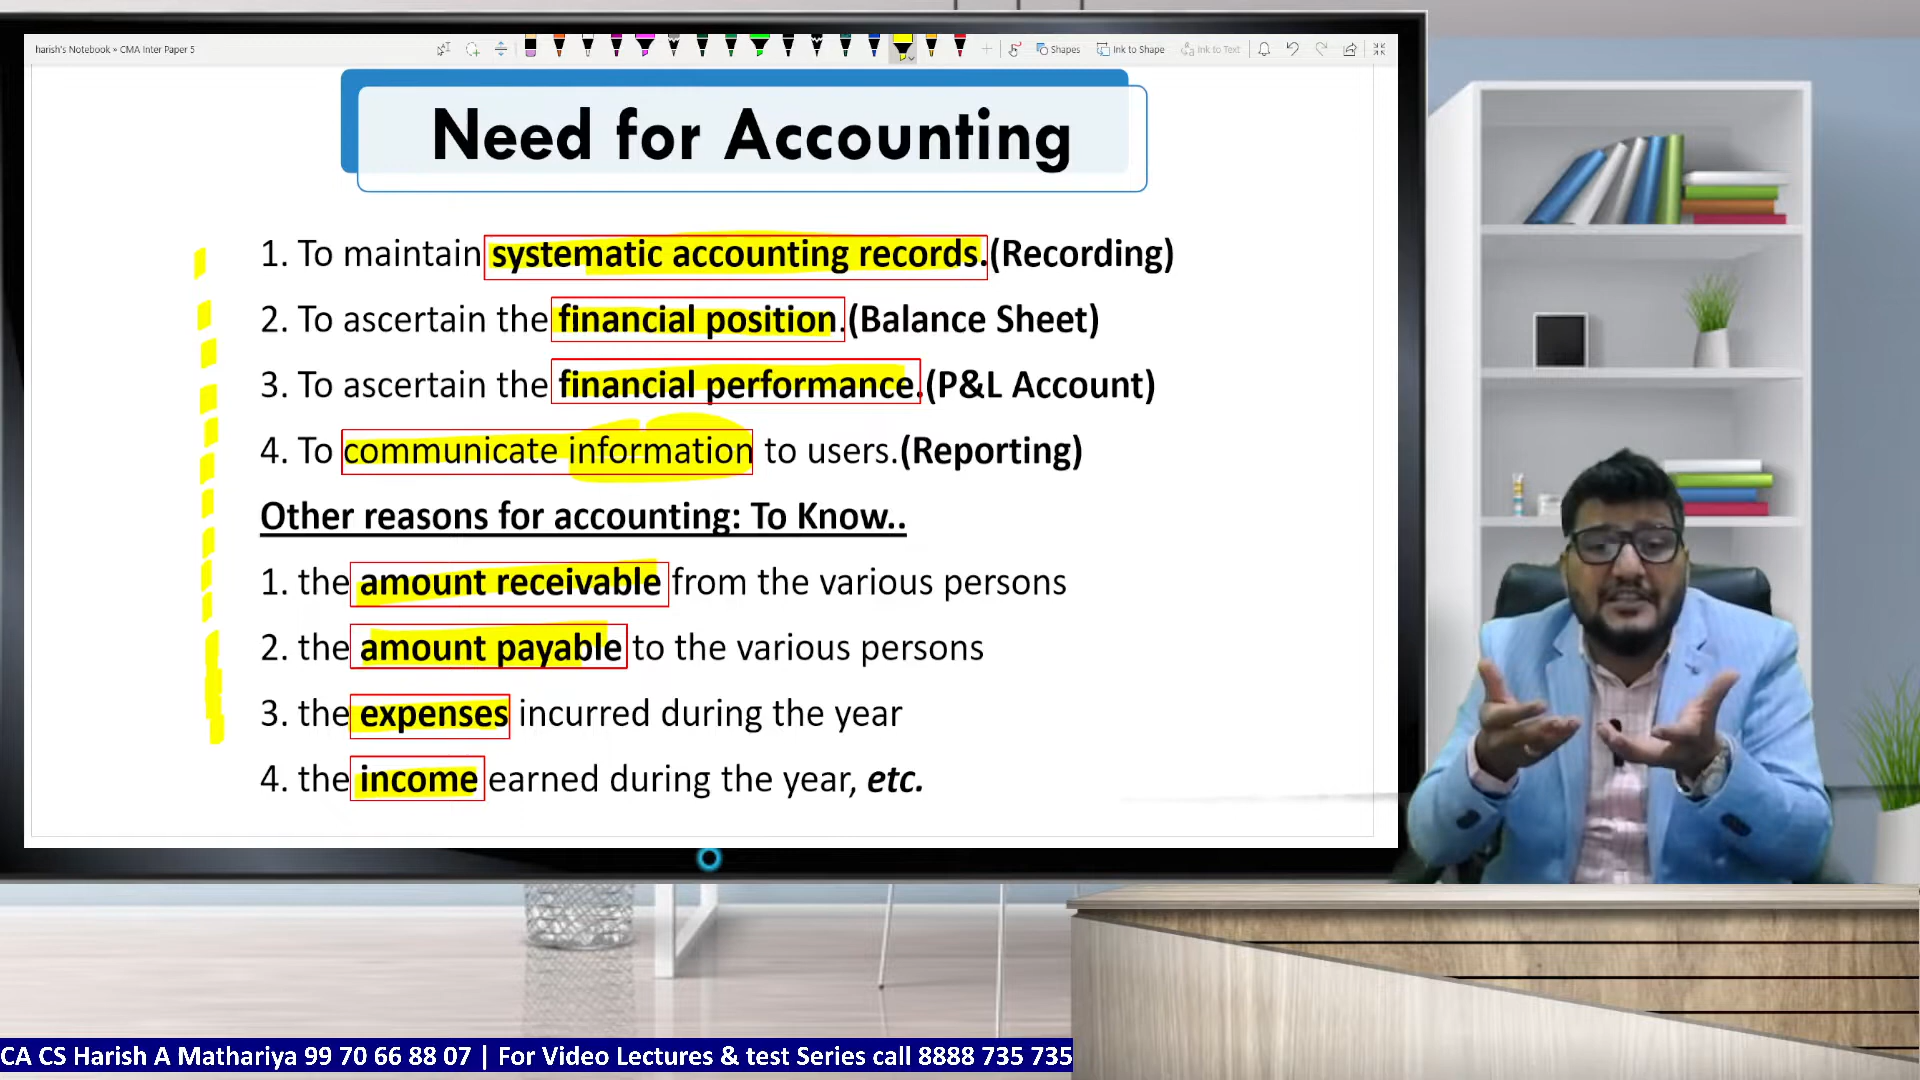 harish's Notebook » CMA Inter Paper 5
Shapes
Ink to Shape
Ink to Text
Need for Accounting
1. To maintain systematic accounting records.(Recording)
2. To ascertain the financial position.(Balance Sheet)
3. To ascertain the financial performance.(P&L Account)
4. To communicate information to users.(Reporting)
Other reasons for accounting: To Know..
1. the amount receivable from the various persons
2. the amount payable to the various persons
3. the expenses incurred during the year
4. the income earned during the year, etc.
CA CS Harish A Mathariya 99 70 66 88 07 | For Video Lectures & test Series call 8888 735 735